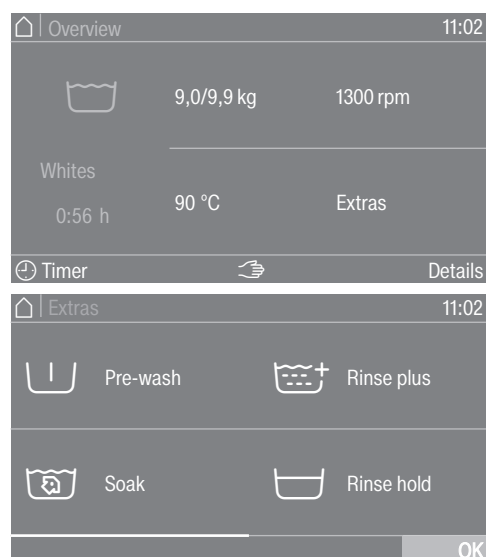 Overview 11:02
9,0/9,9 kg 1300 rpm
Whites
0:56 h
90 °C Extras
Timer Details
Extras 11:02
Pre-wash Rinse plus
Soak Rinse hold
OK